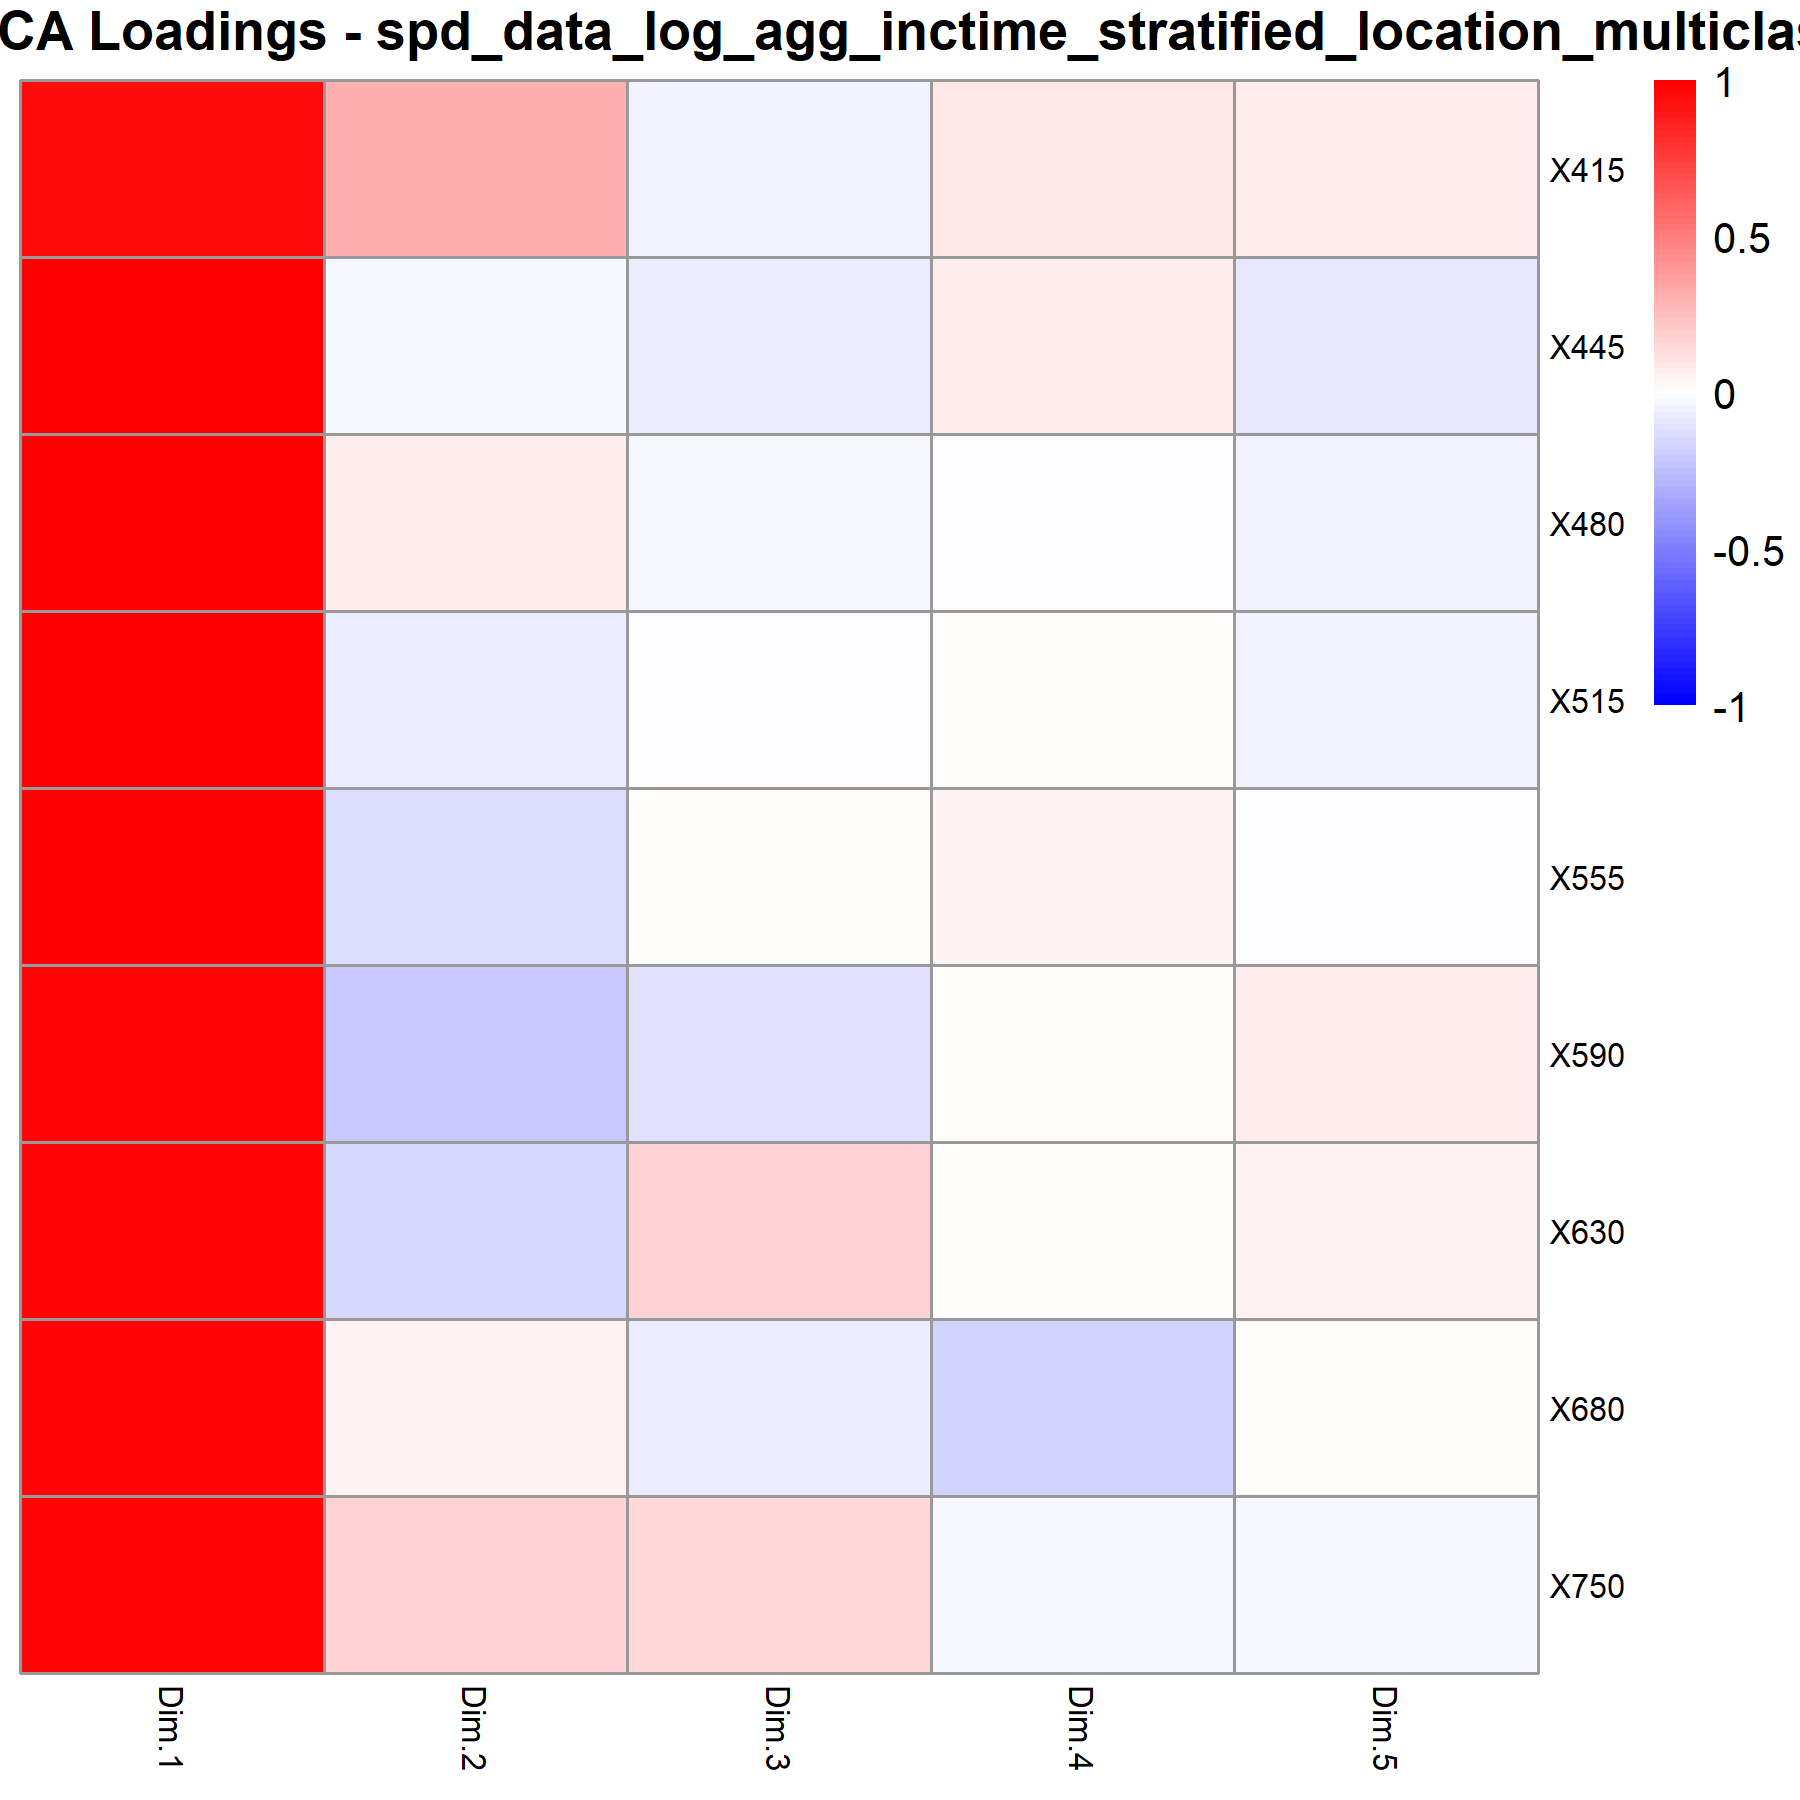 CA Loadings - spd_data_log_agg_inctime_stratified_location_multiclas
1
0.5
0
-0.5
-1
X415
X445
X480
X515
X555
X590
X630
X680
X750
Dim.1
Dim.2
Dim.3
Dim.4
Dim.5